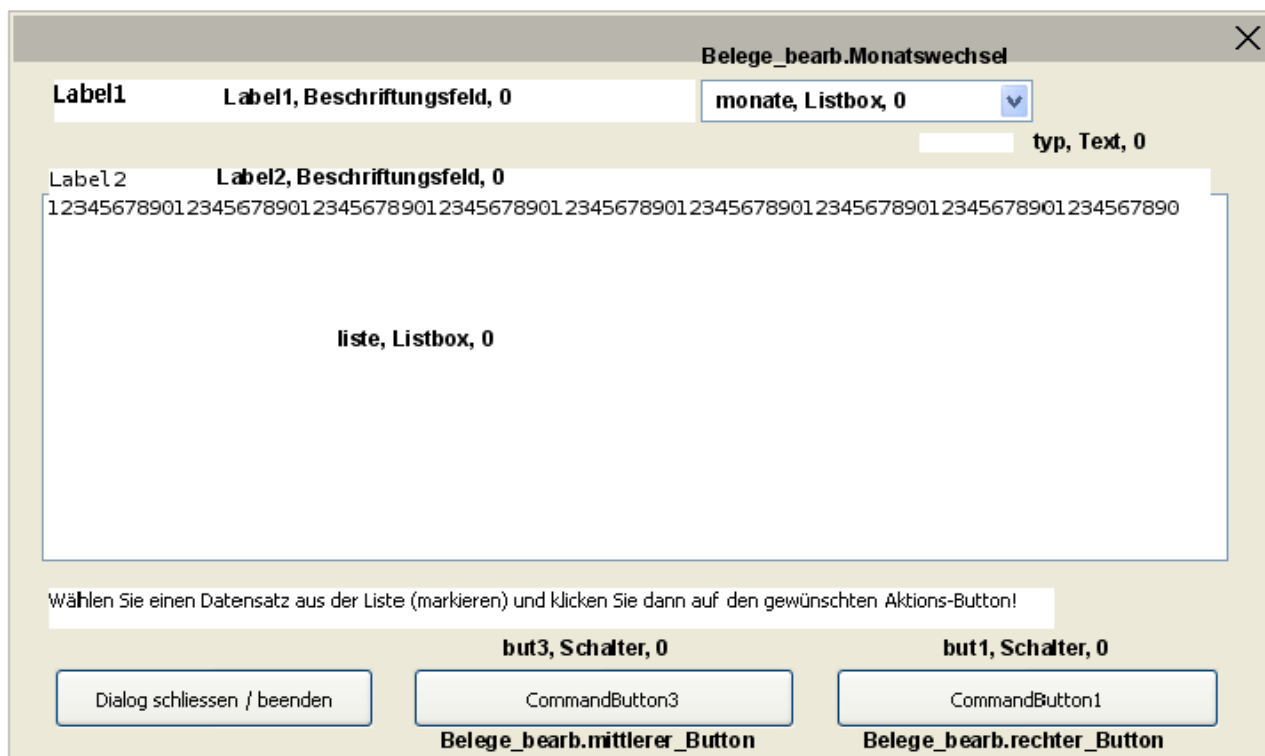 Belege_bearb.Monatswechsel
Label1 Label1, Beschriftungsfeld, 0 monate, Listbox, 0
typ, Text, 0
Label2 Label2, Beschriftungsfeld, 0
12345678901234567890123456789012345678901234567890123456789012345678901234567890
liste, Listbox, 0
Wählen Sie einen Datensatz aus der Liste (markieren) und klicken Sie dann auf den gewünschten Aktions-Button!
but3, Schalter, 0 but1, Schalter, 0
Dialog schliessen / beenden CommandButton3 CommandButton1
Belege_bearb.mittlerer_Button Belege_bearb.rechter_Button